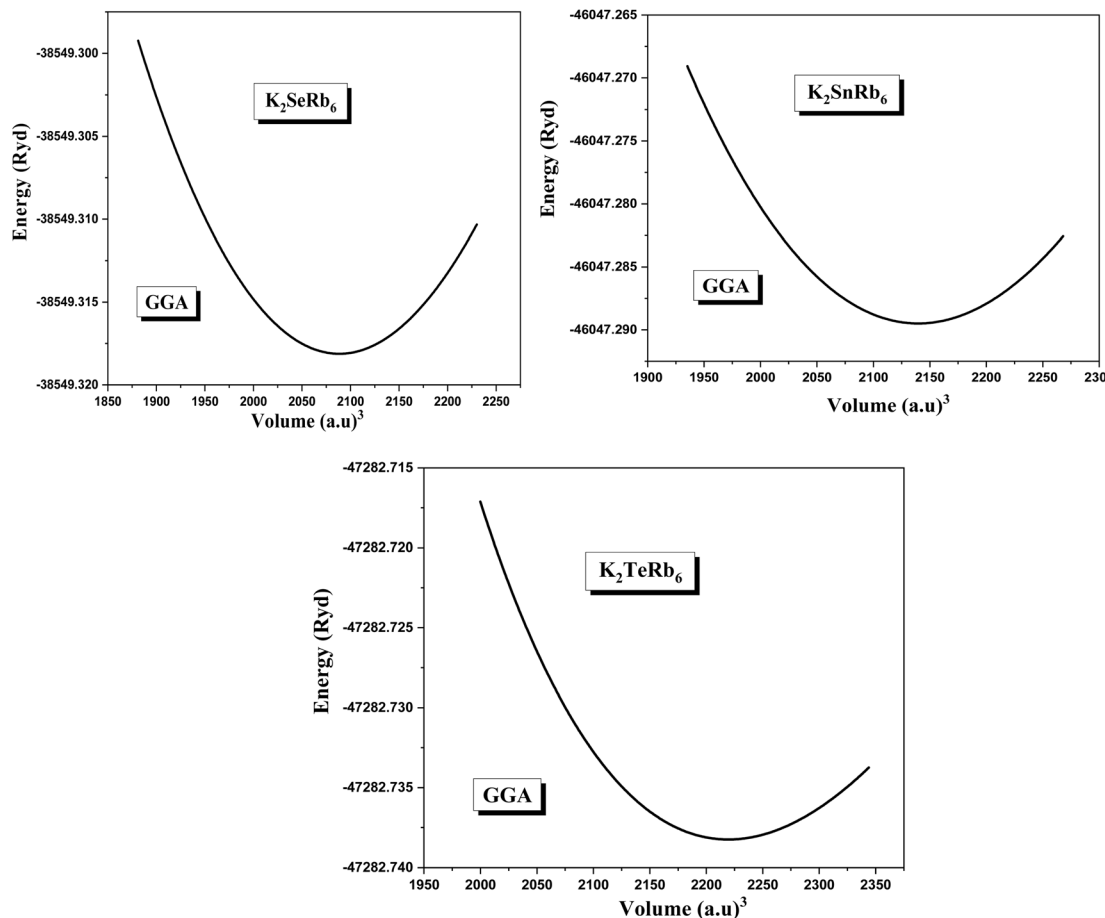 -38549.300
-38549.305
-38549.310
-38549.315
-38549.320
Energy (Ryd)
K₂SeRb₆
GGA
1850 1900 1950 2000 2050 2100 2150 2200 2250
Volume (a.u)³
-46047.265
-46047.270
-46047.275
-46047.280
-46047.285
-46047.290
Energy (Ryd)
K₂SnRb₆
GGA
1900 1950 2000 2050 2100 2150 2200 2250 230
Volume (a.u)³
-47282.715
-47282.720
-47282.725
-47282.730
-47282.735
-47282.740
Energy (Ryd)
K₂TeRb₆
GGA
1950 2000 2050 2100 2150 2200 2250 2300 2350
Volume (a.u)³